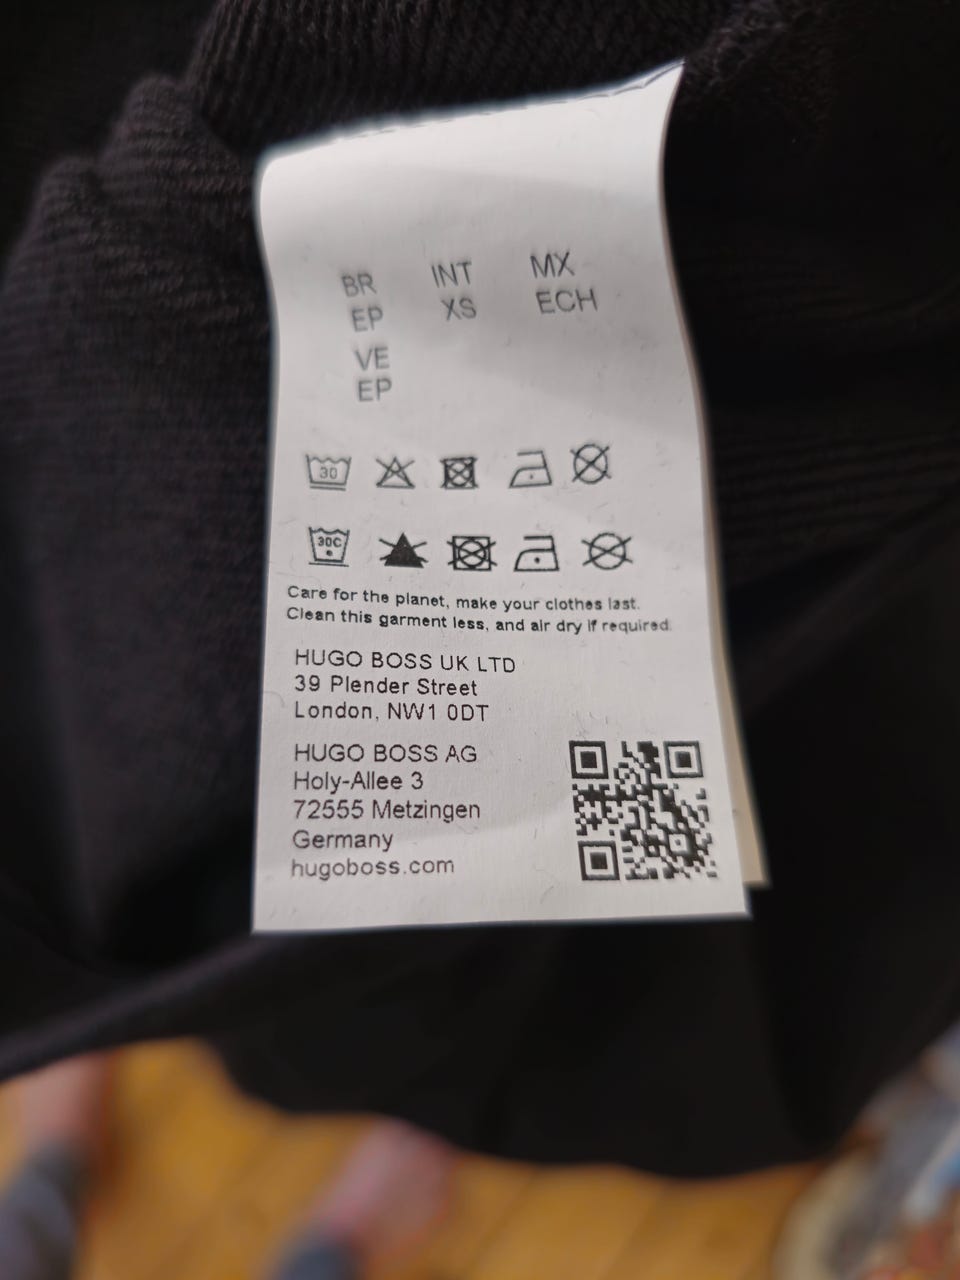 BR INT MX
EP XS ECH
VE
EP
30
30C
Care for the planet, make your clothes last.
Clean this garment less, and air dry if required.
HUGO BOSS UK LTD
39 Plender Street
London, NW1 0DT
HUGO BOSS AG
Holy-Allee 3
72555 Metzingen
Germany
hugoboss.com